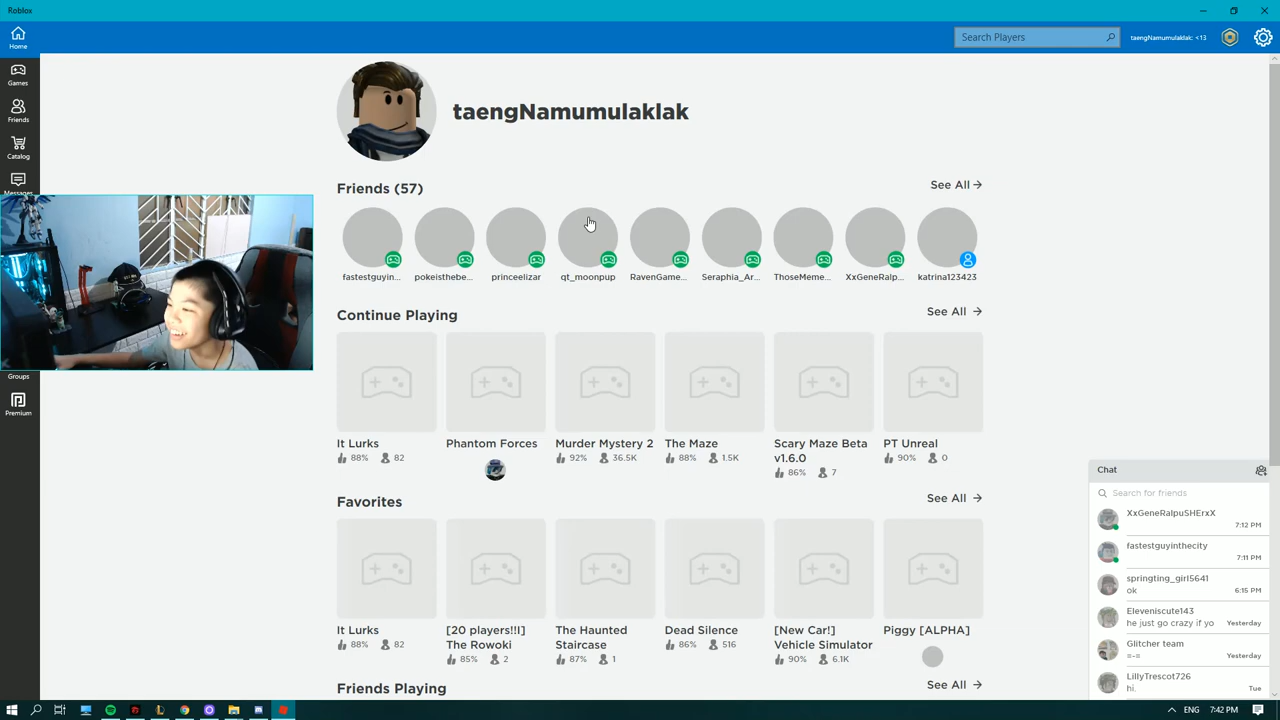 Roblox
Home
Search Players
taengNamumulaklak: <13
Games
Friends
Catalog
Messages
Groups
Premium
taengNamumulaklak
Friends (57)
See All
fastestguyin...
pokeisthebe...
princeelizar
qt_moonpup
RavenGame...
Seraphia_Ar...
ThoseMeme...
XxGeneRalp...
katrina123423
Continue Playing
See All
It Lurks
88% 82
Phantom Forces
Murder Mystery 2
92% 36.5K
The Maze
88% 1.5K
Scary Maze Beta
v1.6.0
86% 7
PT Unreal
90% 0
Favorites
See All
It Lurks
88% 82
[20 players!!!]
The Rowoki
85% 2
The Haunted
Staircase
87% 1
Dead Silence
86% 516
[New Car!]
Vehicle Simulator
90% 6.1K
Piggy [ALPHA]
Friends Playing
See All
Chat
Search for friends
XxGeneRalpuSHErxX
7:12 PM
fastestguyinthecity
7:11 PM
springting_girl5641
ok
6:15 PM
Eleveniscute143
he just go crazy if yo
Yesterday
Glitcher team
=-=
Yesterday
LillyTrescot726
hi.
Tue
ENG
7:42 PM